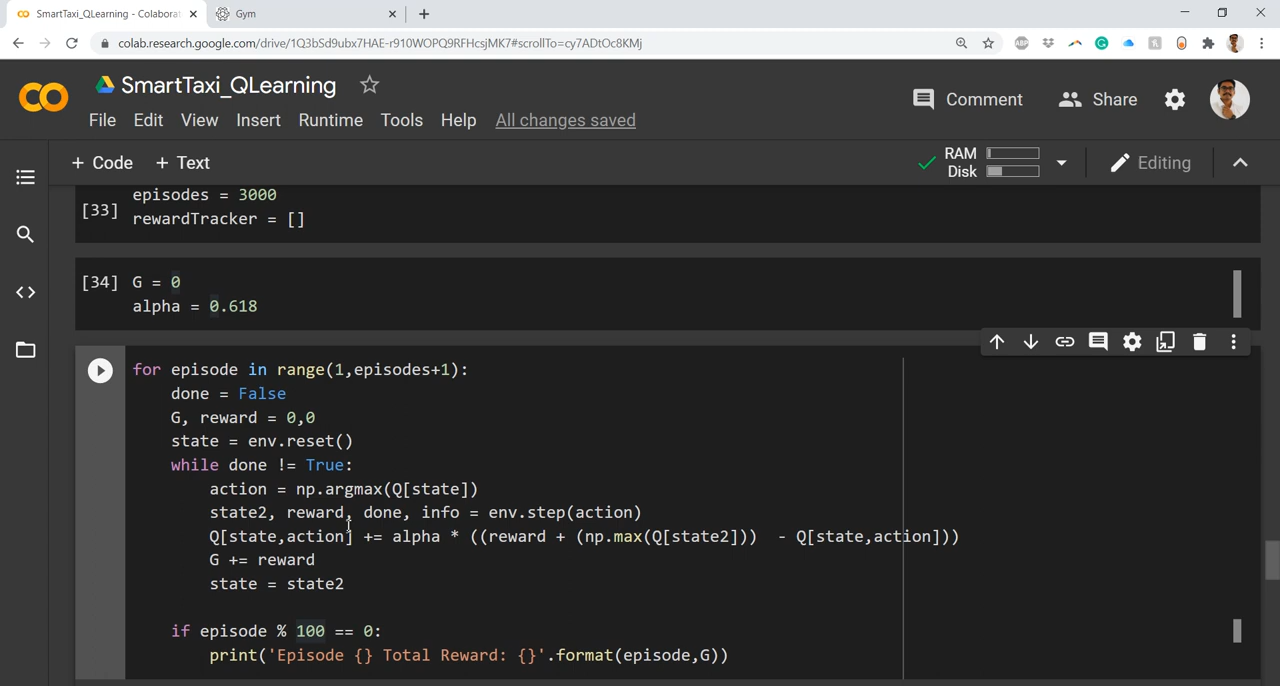 SmartTaxi_QLearning - Colaborat
Gym
colab.research.google.com/drive/1Q3bSd9ubx7HAE-r910WOPQ9RFHcsjMK7#scrollTo=cy7ADtOc8KMj
SmartTaxi_QLearning
Comment
Share
File Edit View Insert Runtime Tools Help All changes saved
+ Code + Text
RAM
Disk
Editing
episodes = 3000
[33] rewardTracker = []
[34] G = 0
alpha = 0.618
for episode in range(1,episodes+1):
done = False
G, reward = 0,0
state = env.reset()
while done != True:
action = np.argmax(Q[state])
state2, reward, done, info = env.step(action)
Q[state,action] += alpha * ((reward + (np.max(Q[state2])) - Q[state,action]))
G += reward
state = state2
if episode % 100 == 0:
print('Episode {} Total Reward: {}'.format(episode,G))